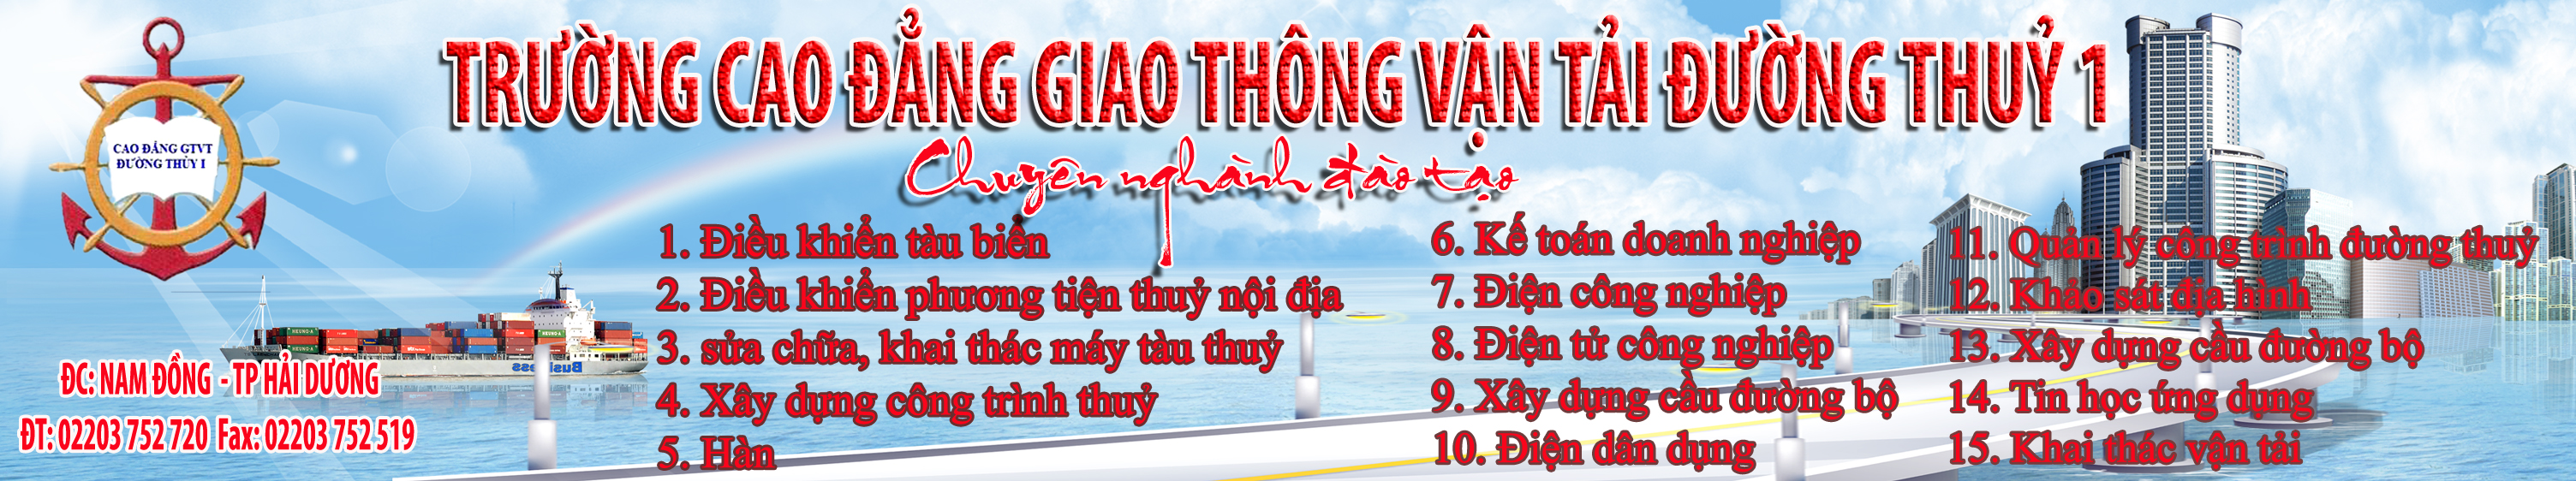 TRƯỜNG CAO ĐẲNG GIAO THÔNG VẬN TẢI ĐƯỜNG THUỶ 1
CAO ĐẲNG GTVT
ĐƯỜNG THỦY I
Chuyên nghành đào tạo
1. Điều khiển tàu biển
2. Điều khiển phương tiện thuỷ nội địa
3. sửa chữa, khai thác máy tàu thuỷ
4. Xây dựng công trình thuỷ
5. Hàn
6. Kế toán doanh nghiệp
7. Điện công nghiệp
8. Điện tử công nghiệp
9. Xây dựng cầu đường bộ
10. Điện dân dụng
11. Quản lý công trình đường thuỷ
12. Khảo sát địa hình
13. Xây dựng cầu đường bộ
14. Tin học ứng dụng
15. Khai thác vận tải
ĐC: NAM ĐỒNG - TP HẢI DƯƠNG
ĐT: 02203 752 720 Fax: 02203 752 519